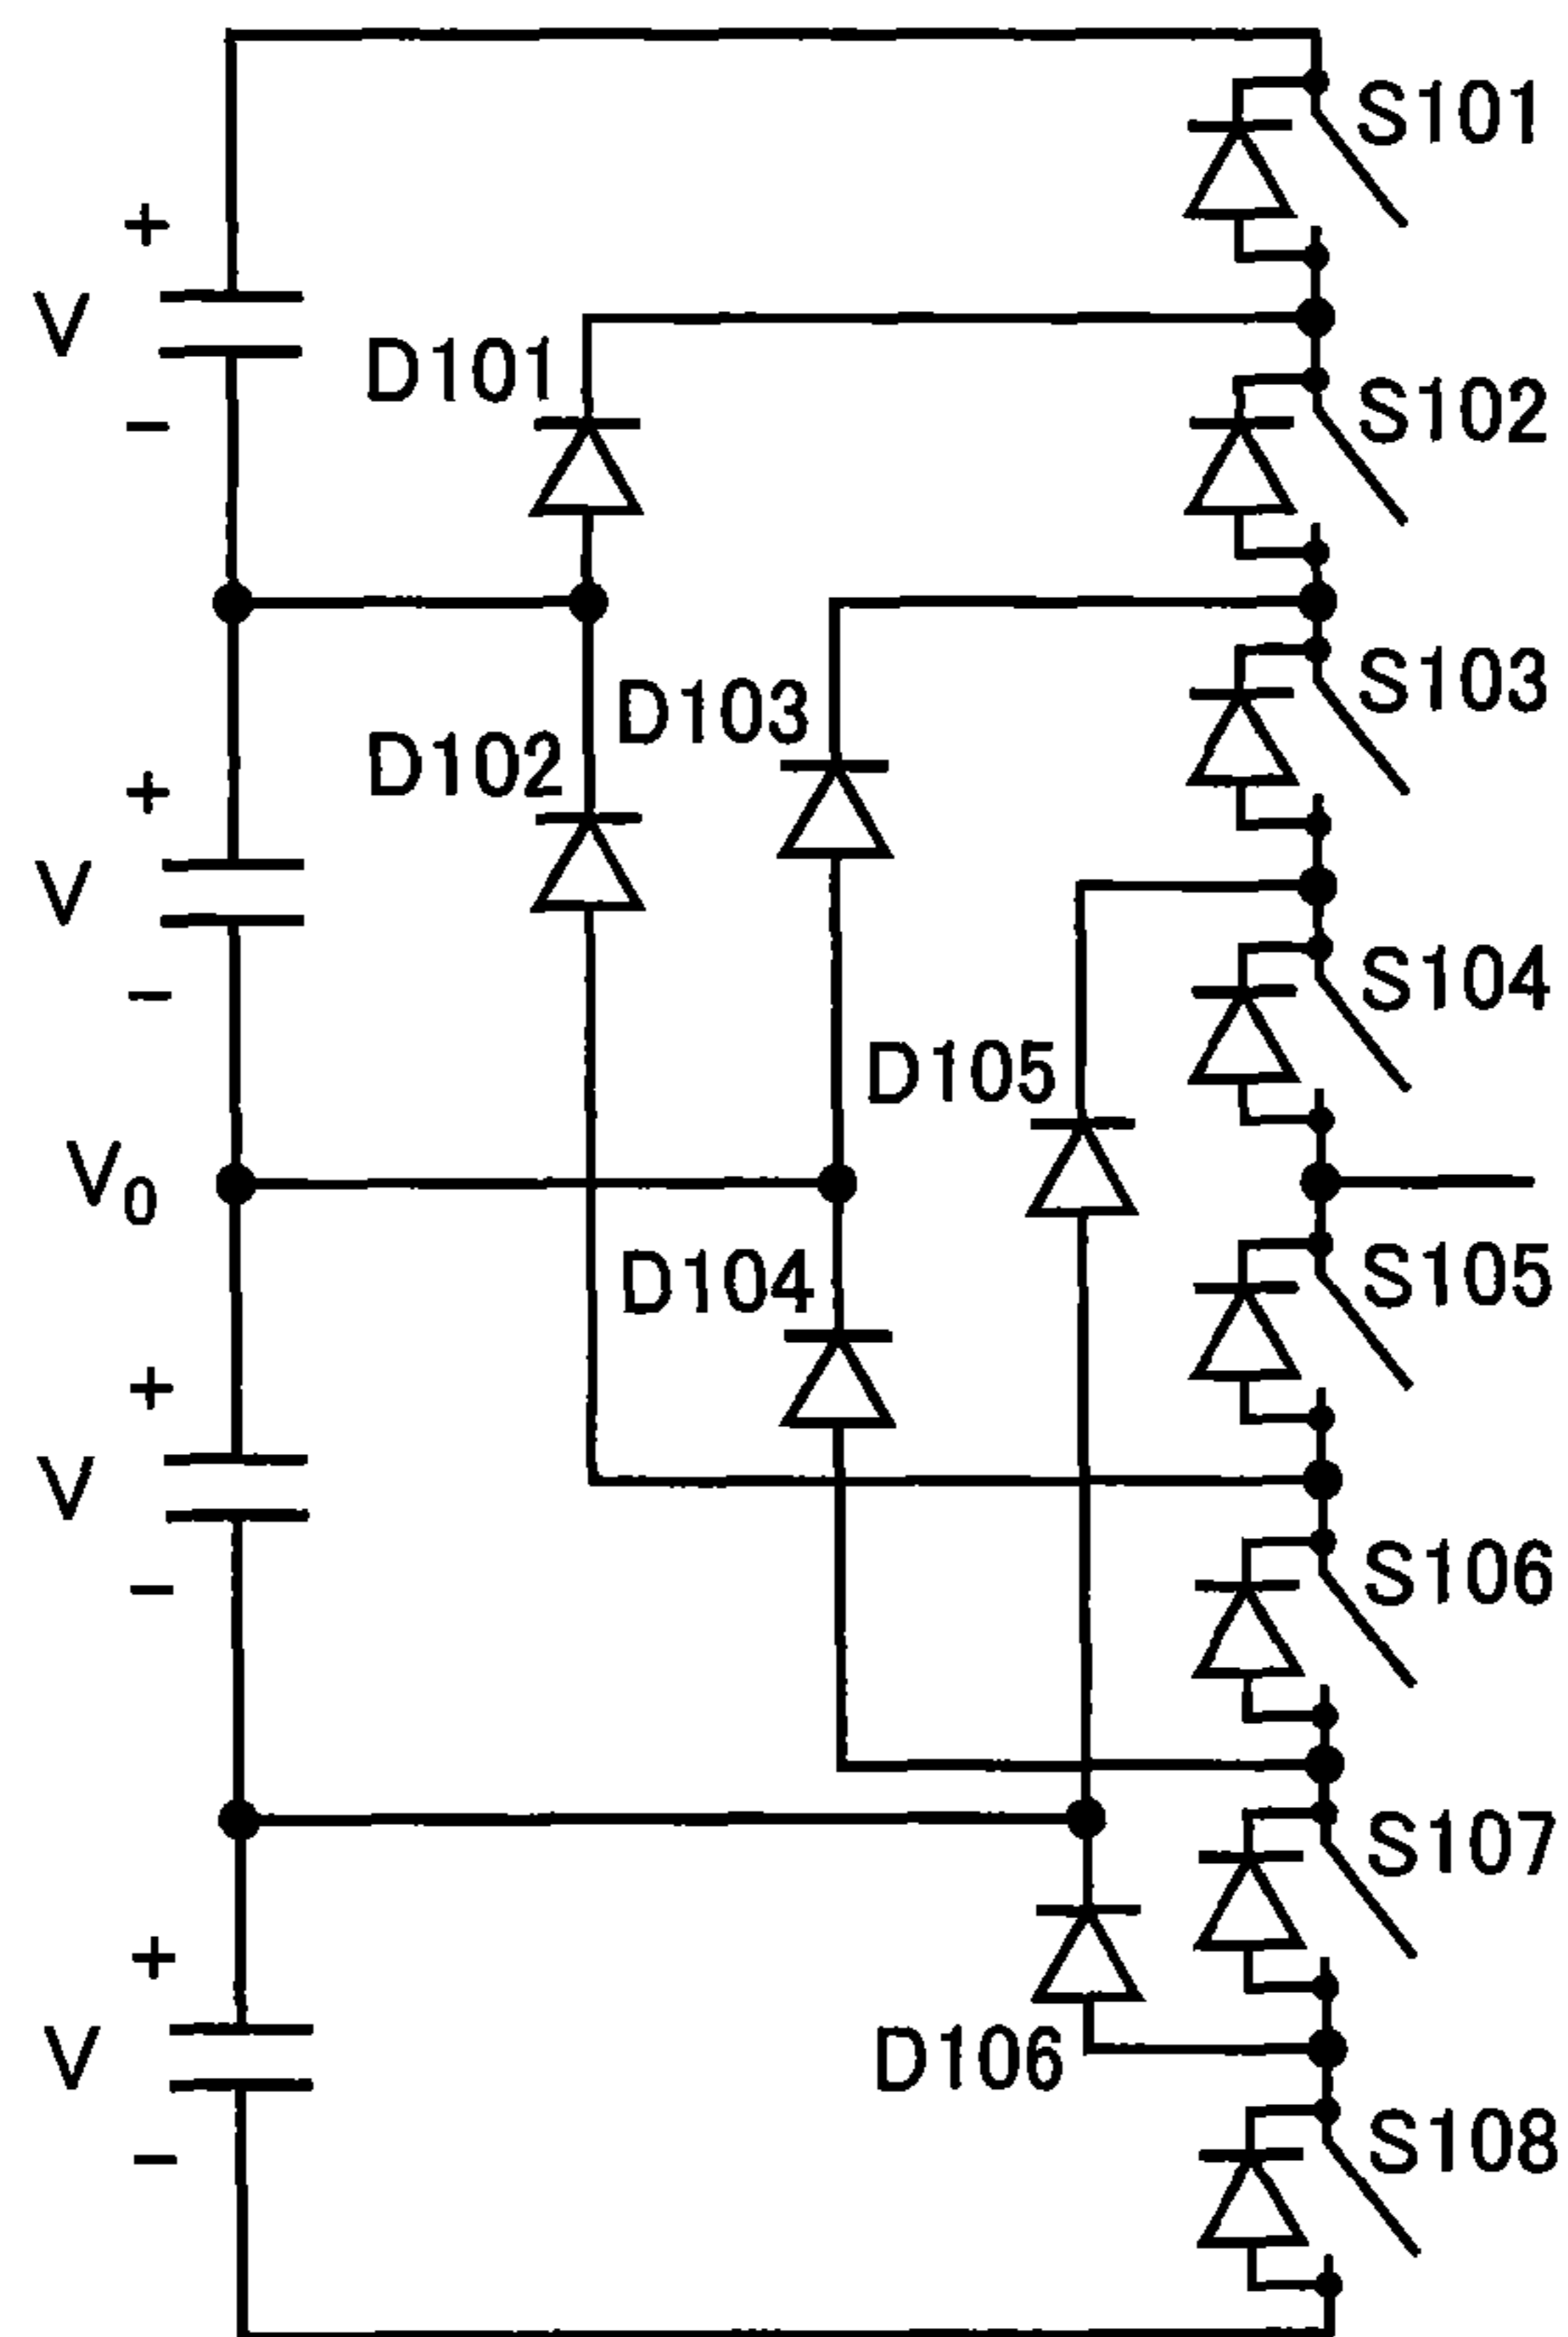 S101
+
V
D101
−
S102
S103
D103
D102
+
V
−
S104
D105
V₀
D104
S105
+
V
−
S106
S107
+
V
D106
−
S108